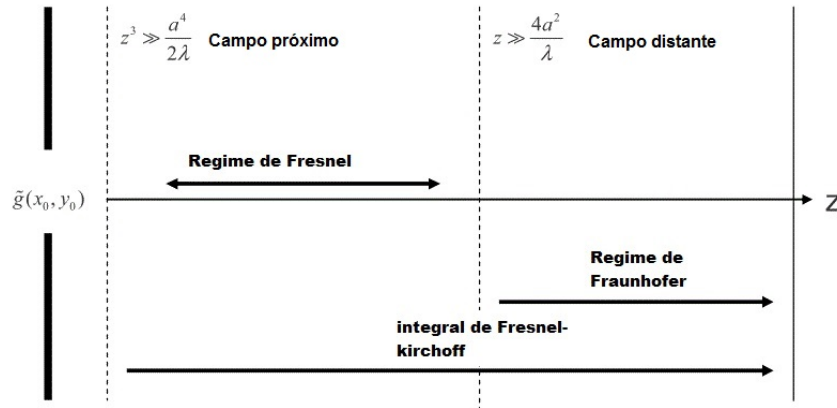 z³ ≫ a⁴/2λ Campo próximo
z ≫ 4a²/λ Campo distante
Regime de Fresnel
g̃(x₀, y₀)
Z
Regime de
Fraunhofer
integral de Fresnel-
kirchoff